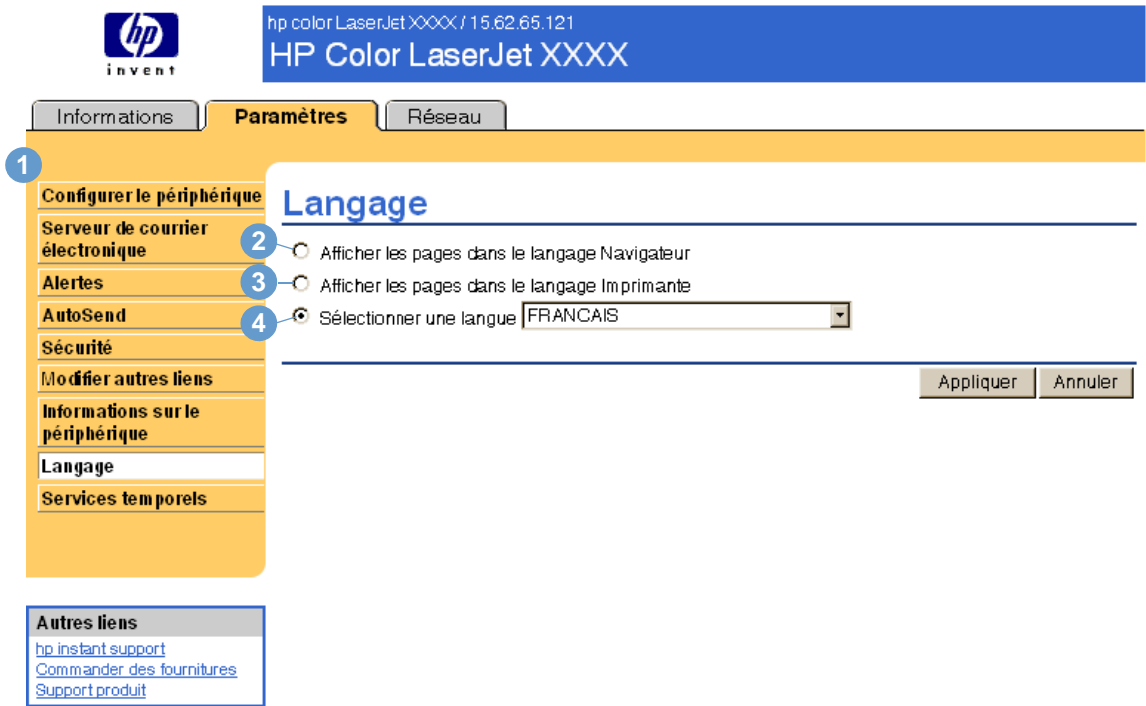 hp
invent
hp color LaserJet XXXX / 15.62.65.121
HP Color LaserJet XXXX
Informations
Paramètres
Réseau
1
Configurer le périphérique
Serveur de courrier
électronique
Alertes
AutoSend
Sécurité
Modifier autres liens
Informations sur le
périphérique
Langage
Services temporels
Langage
2
Afficher les pages dans le langage Navigateur
3
Afficher les pages dans le langage Imprimante
4
Sélectionner une langue FRANCAIS
Appliquer
Annuler
Autres liens
hp instant support
Commander des fournitures
Support produit